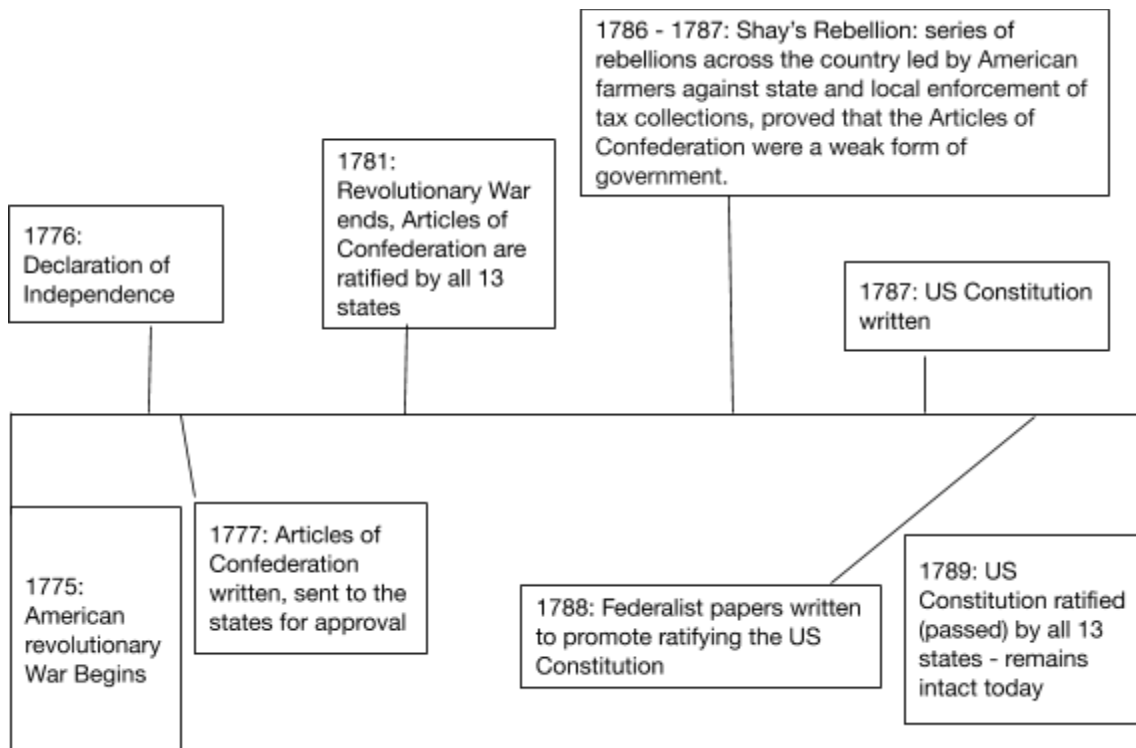 1775:
American
revolutionary
War Begins
1776:
Declaration of
Independence
1777: Articles of
Confederation
written, sent to the
states for approval
1781:
Revolutionary War
ends, Articles of
Confederation are
ratified by all 13
states
1786 - 1787: Shay's Rebellion: series of
rebellions across the country led by American
farmers against state and local enforcement of
tax collections, proved that the Articles of
Confederation were a weak form of
government.
1787: US Constitution
written
1788: Federalist papers written
to promote ratifying the US
Constitution
1789: US
Constitution ratified
(passed) by all 13
states - remains
intact today